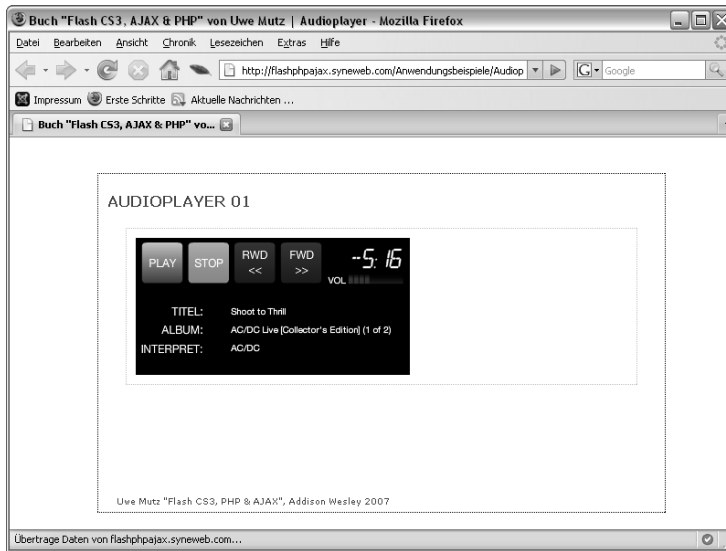 Buch "Flash CS3, AJAX & PHP" von Uwe Mutz | Audioplayer - Mozilla Firefox
Datei Bearbeiten Ansicht Chronik Lesezeichen Extras Hilfe
http://flashphpajax.syneweb.com/Anwendungsbeispiele/Audiop
G Google
Impressum Erste Schritte Aktuelle Nachrichten ...
Buch "Flash CS3, AJAX & PHP" vo...
AUDIOPLAYER 01
PLAY STOP RWD << FWD >> -5:16
VOL
TITEL: Shoot to Thrill
ALBUM: AC/DC Live [Collector's Edition] (1 of 2)
INTERPRET: AC/DC
Uwe Mutz "Flash CS3, PHP & AJAX", Addison Wesley 2007
Übertrage Daten von flashphpajax.syneweb.com...